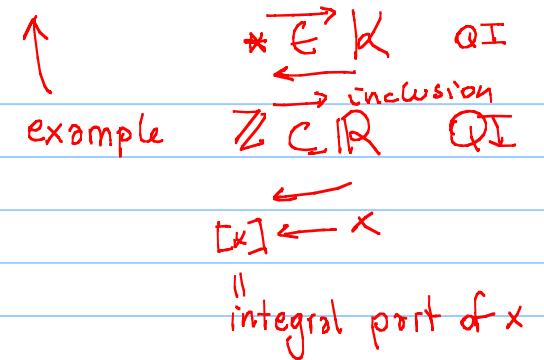 * ∈ K QI
inclusion
example ℤ ⊂ ℝ QI
[x] ← x
=
integral part of x